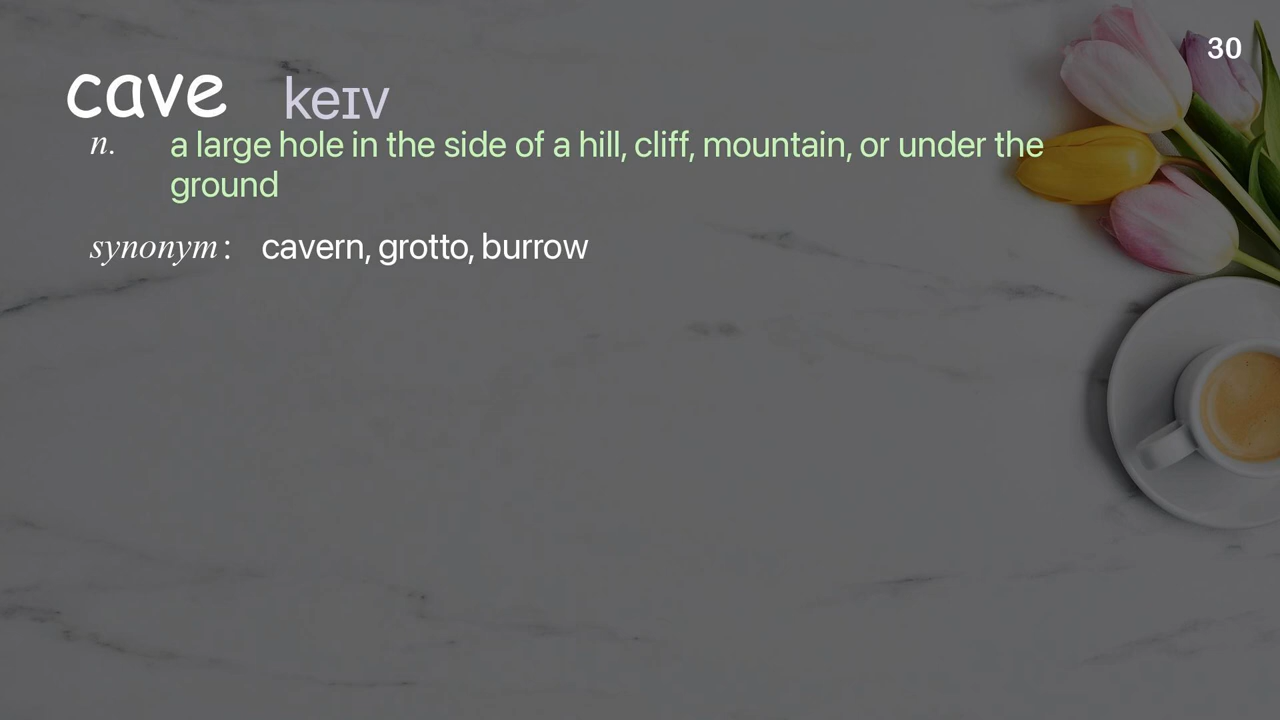 30
cave keɪv
n. a large hole in the side of a hill, cliff, mountain, or under the
ground
synonym: cavern, grotto, burrow